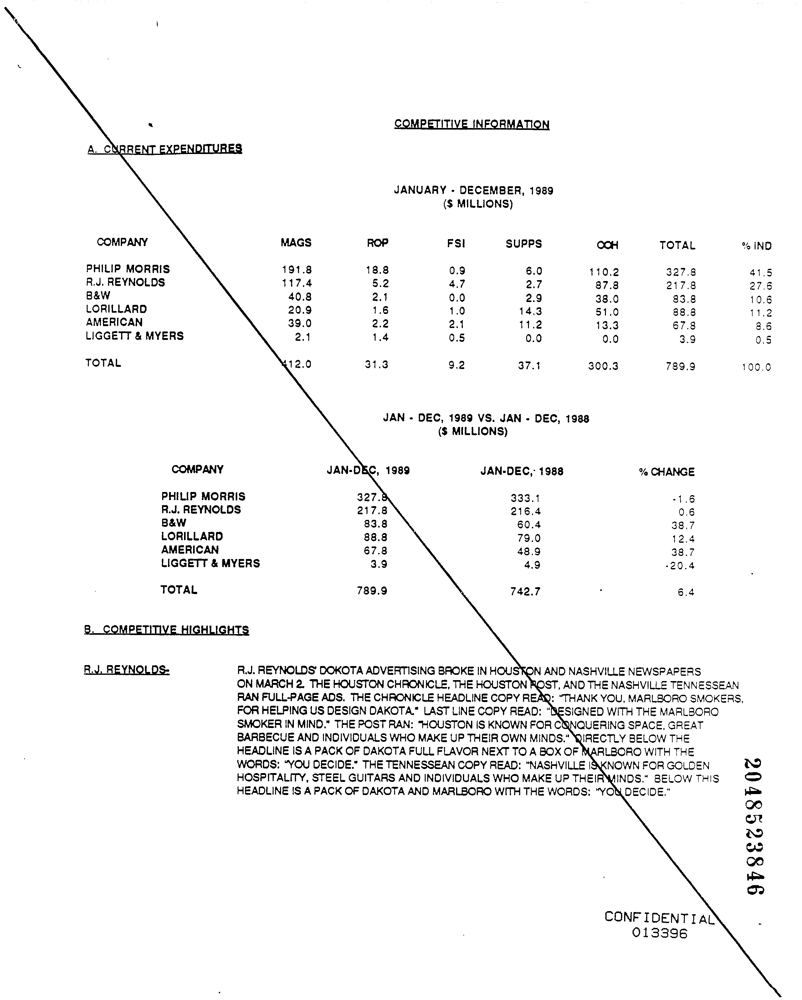 COMPETITIVE INFORMATION
A. CURRENT EXPENDITURES
JANUARY - DECEMBER, 1989
($ MILLIONS)
COMPANY MAGS ROP FSI SUPPS OOH TOTAL % IND
PHILIP MORRIS 191.8 18.8 0.9 6.0 110.2 327.8 41.5
R.J. REYNOLDS 117.4 5.2 4.7 2.7 87.8 217.8 27.6
B&W 40.8 2.1 0.0 2.9 38.0 83.8 10.6
LORILLARD 20.9 1.6 1.0 14.3 51.0 88.8 11.2
AMERICAN 39.0 2.2 2.1 11.2 13.3 67.8 8.6
LIGGETT & MYERS 2.1 1.4 0.5 0.0 0.0 3.9 0.5
TOTAL 412.0 31.3 9.2 37.1 300.3 789.9 100.0
JAN - DEC, 1989 VS. JAN - DEC, 1988
($ MILLIONS)
COMPANY JAN-DEC, 1989 JAN-DEC, 1988 % CHANGE
PHILIP MORRIS 327.8 333.1 -1.6
R.J. REYNOLDS 217.8 216.4 0.6
B&W 83.8 60.4 38.7
LORILLARD 88.8 79.0 12.4
AMERICAN 67.8 48.9 38.7
LIGGETT & MYERS 3.9 4.9 -20.4
TOTAL 789.9 742.7 6.4
B. COMPETITIVE HIGHLIGHTS
R.J. REYNOLDS- R.J. REYNOLDS' DOKOTA ADVERTISING BROKE IN HOUSTON AND NASHVILLE NEWSPAPERS
ON MARCH 2. THE HOUSTON CHRONICLE, THE HOUSTON POST, AND THE NASHVILLE TENNESSEAN
RAN FULL-PAGE ADS. THE CHRONICLE HEADLINE COPY READ: "THANK YOU, MARLBORO SMOKERS,
FOR HELPING US DESIGN DAKOTA." LAST LINE COPY READ: "DESIGNED WITH THE MARLBORO
SMOKER IN MIND." THE POST RAN: "HOUSTON IS KNOWN FOR CONQUERING SPACE, GREAT
BARBECUE AND INDIVIDUALS WHO MAKE UP THEIR OWN MINDS." DIRECTLY BELOW THE
HEADLINE IS A PACK OF DAKOTA FULL FLAVOR NEXT TO A BOX OF MARLBORO WITH THE
WORDS: "YOU DECIDE." THE TENNESSEAN COPY READ: "NASHVILLE IS KNOWN FOR GOLDEN
HOSPITALITY, STEEL GUITARS AND INDIVIDUALS WHO MAKE UP THEIR MINDS." BELOW THIS
HEADLINE IS A PACK OF DAKOTA AND MARLBORO WITH THE WORDS: "YOU DECIDE."
2048523846
CONFIDENTIAL
013396